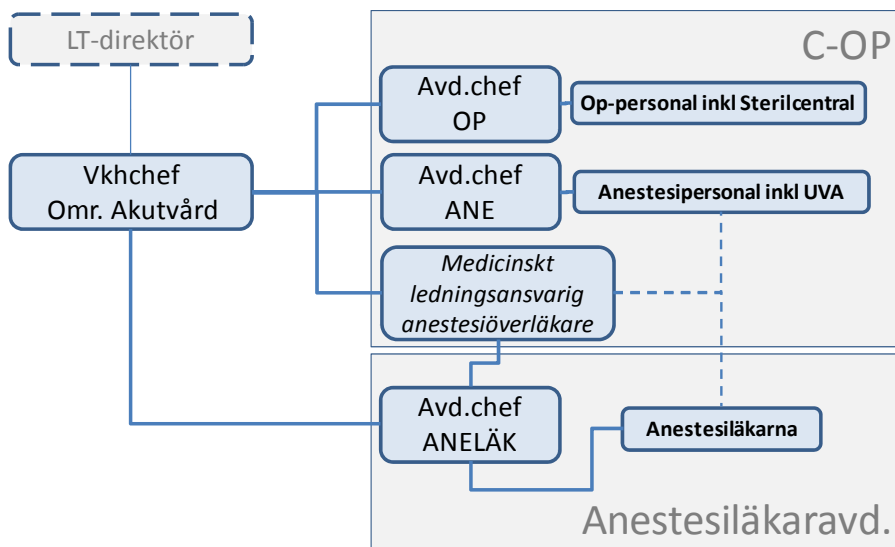 LT-direktör
C-OP
Avd.chef
OP
Op-personal inkl Sterilcentral
Vkhchef
Omr. Akutvård
Avd.chef
ANE
Anestesipersonal inkl UVA
Medicinskt
ledningsansvarig
anestesiöverläkare
Avd.chef
ANELÄK
Anestesiläkarna
Anestesiläkaravd.